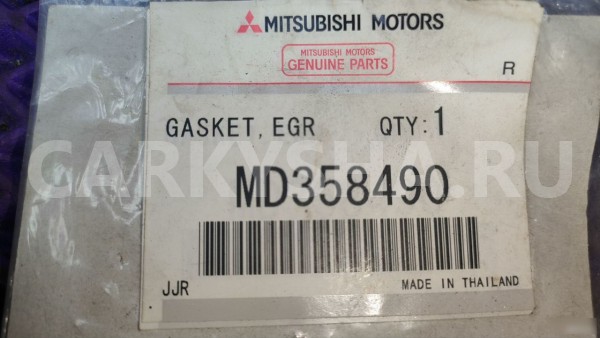 MITSUBISHI MOTORS
MITSUBISHI MOTORS
GENUINE PARTS
R
GASKET, EGR QTY: 1
CARKYSHA.RU
MD358490
JJR MADE IN THAILAND